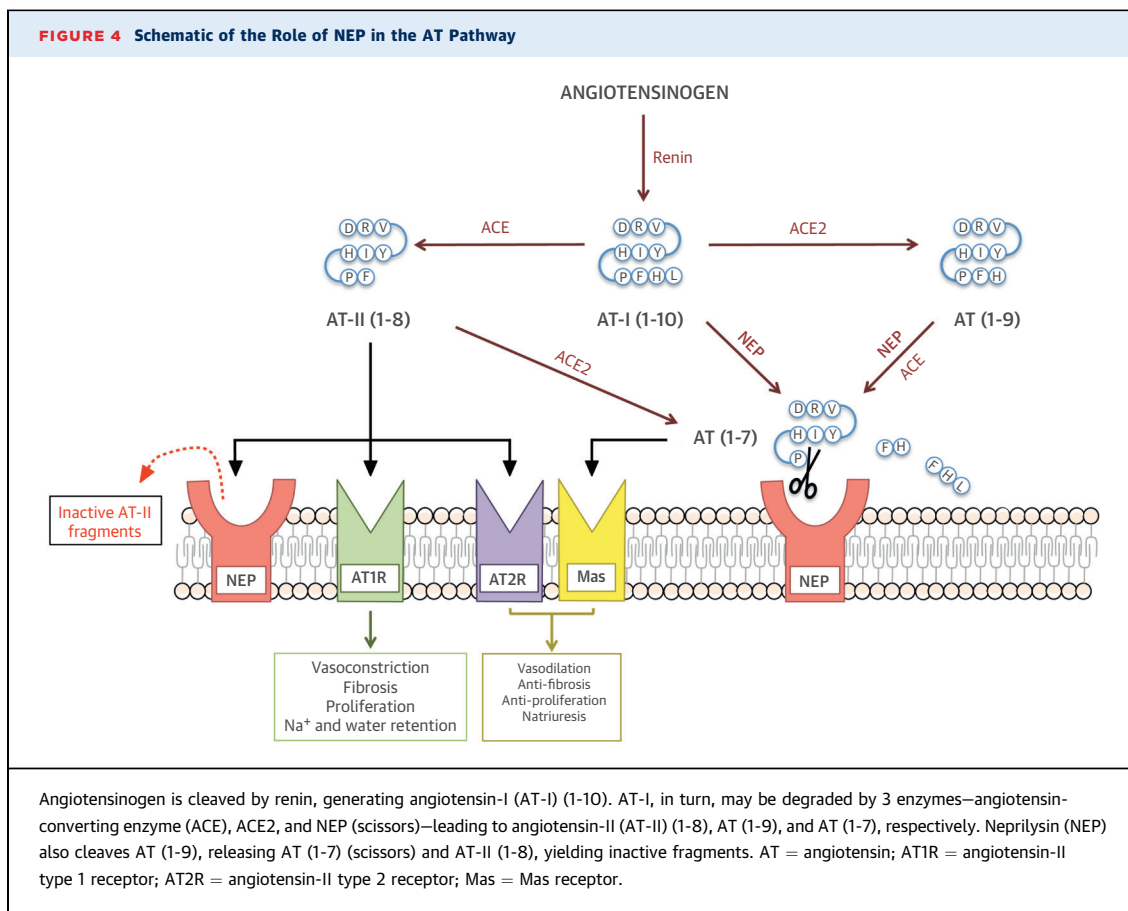 FIGURE 4 Schematic of the Role of NEP in the AT Pathway
ANGIOTENSINOGEN
Renin
D R V
H I Y
P F
ACE
D R V
H I Y
P F H L
ACE2
D R V
H I Y
P F H
AT-II (1-8)
AT-I (1-10)
AT (1-9)
ACE2
NEP
NEP
ACE
AT (1-7)
D R V
H I Y
P
F H
F H L
Inactive AT-II
fragments
NEP
AT1R
AT2R
Mas
NEP
Vasoconstriction
Fibrosis
Proliferation
Na⁺ and water retention
Vasodilation
Anti-fibrosis
Anti-proliferation
Natriuresis
Angiotensinogen is cleaved by renin, generating angiotensin-I (AT-I) (1-10). AT-I, in turn, may be degraded by 3 enzymes—angiotensin-
converting enzyme (ACE), ACE2, and NEP (scissors)—leading to angiotensin-II (AT-II) (1-8), AT (1-9), and AT (1-7), respectively. Neprilysin (NEP)
also cleaves AT (1-9), releasing AT (1-7) (scissors) and AT-II (1-8), yielding inactive fragments. AT = angiotensin; AT1R = angiotensin-II
type 1 receptor; AT2R = angiotensin-II type 2 receptor; Mas = Mas receptor.